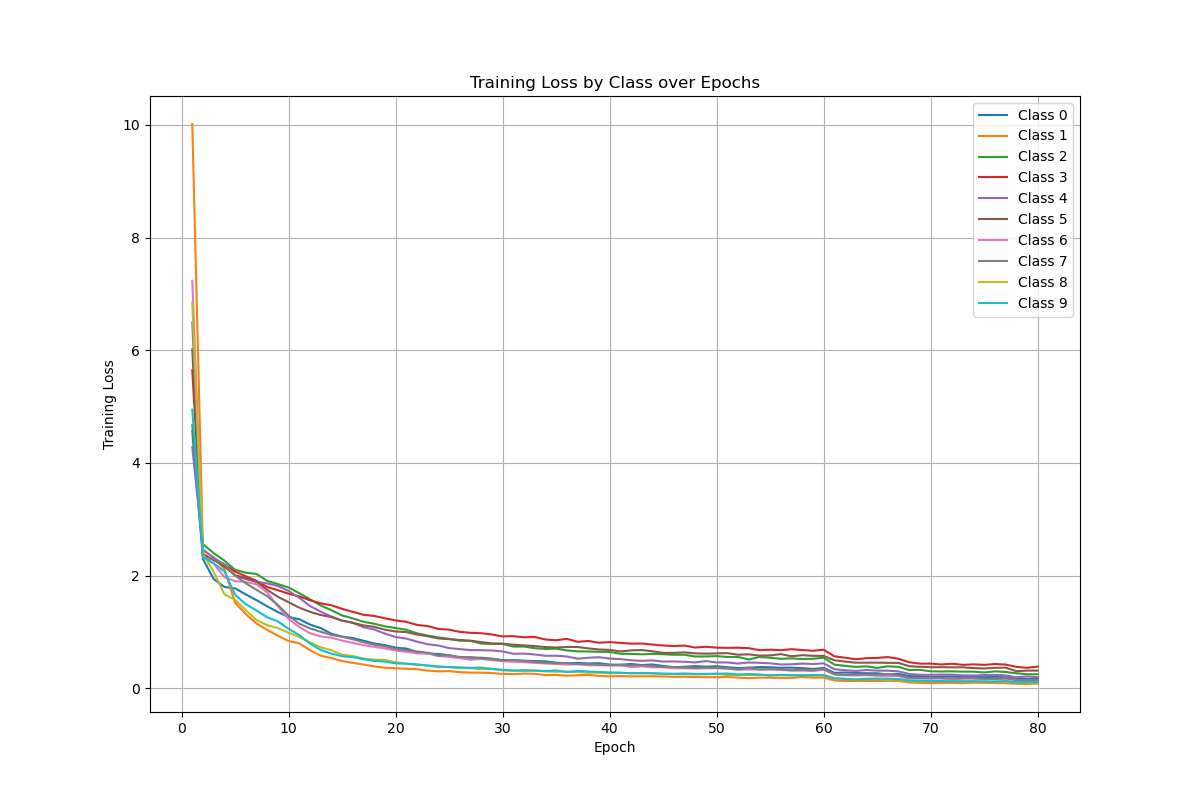 Training Loss by Class over Epochs
10
8
6
4
2
0
Training Loss
0 10 20 30 40 50 60 70 80
Epoch
Class 0
Class 1
Class 2
Class 3
Class 4
Class 5
Class 6
Class 7
Class 8
Class 9